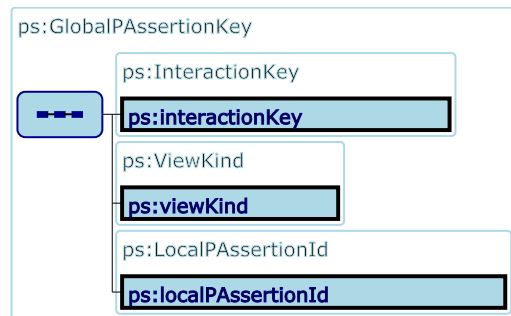 ps:GlobalPAssertionKey
ps:InteractionKey
ps:interactionKey
ps:ViewKind
ps:viewKind
ps:LocalPAssertionId
ps:localPAssertionId